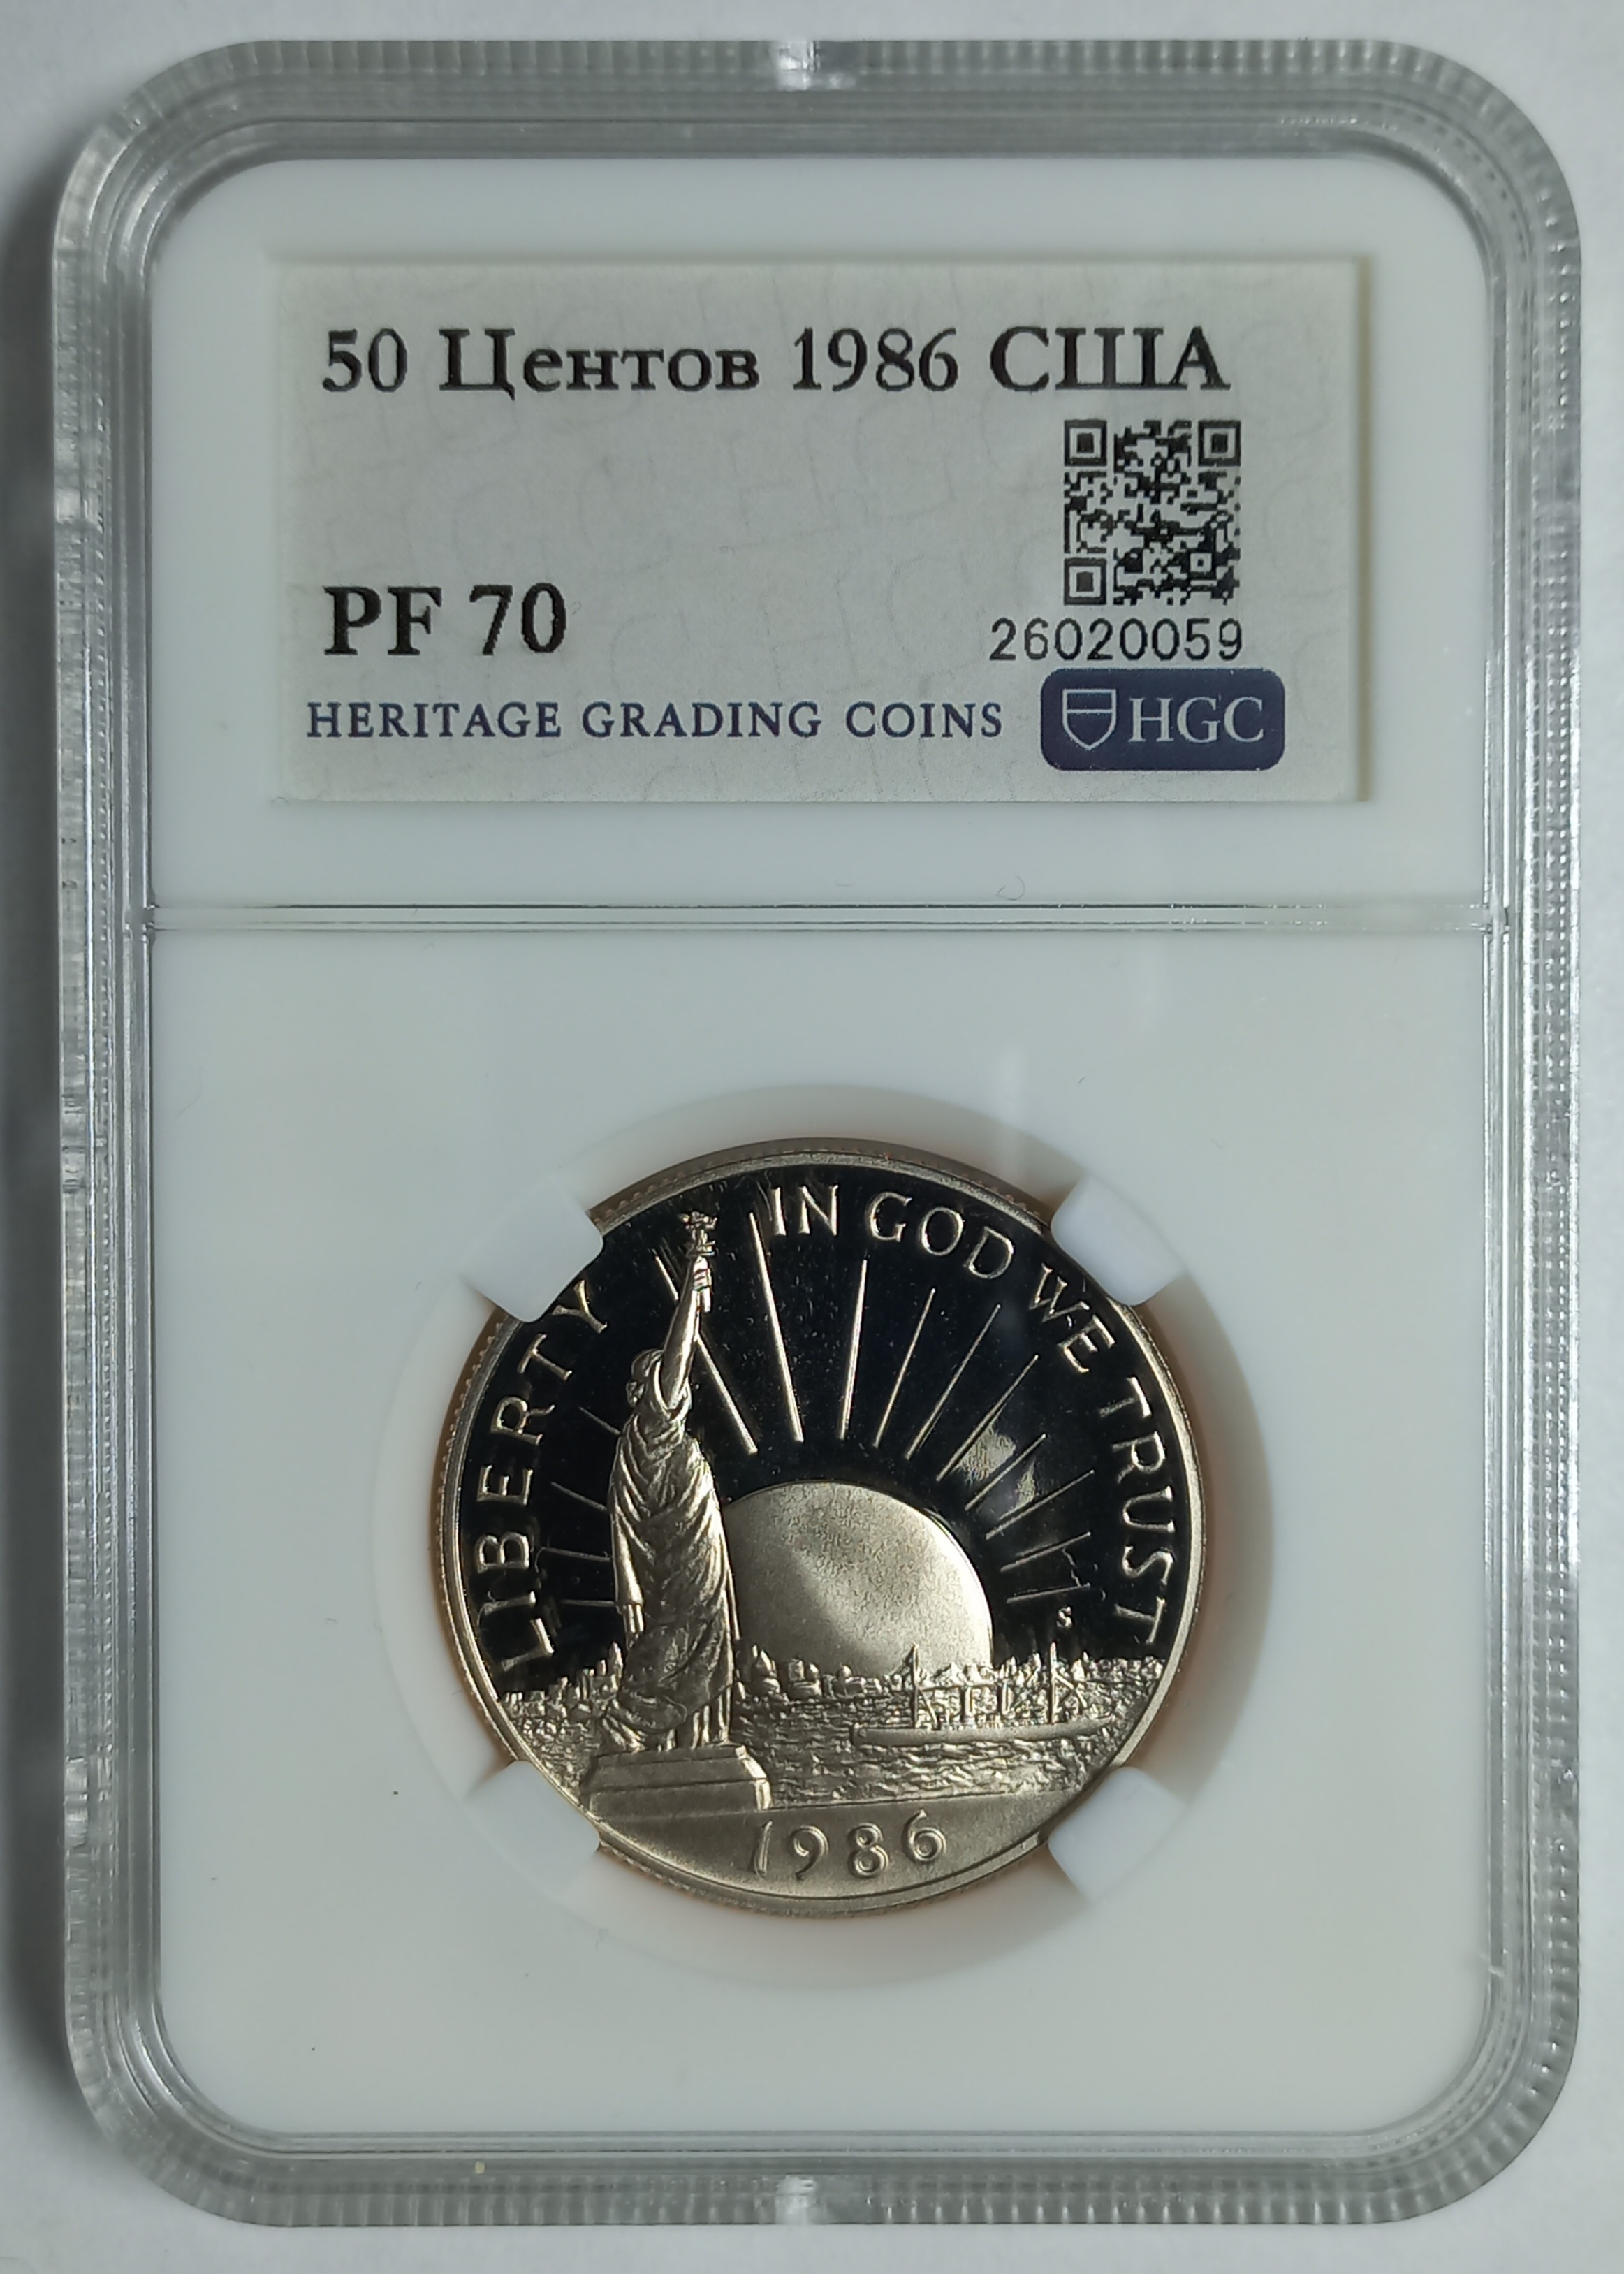 50 Центов 1986 США
PF 70
26020059
HERITAGE GRADING COINS
HGC
LIBERTY
IN GOD WE TRUST
S
1986